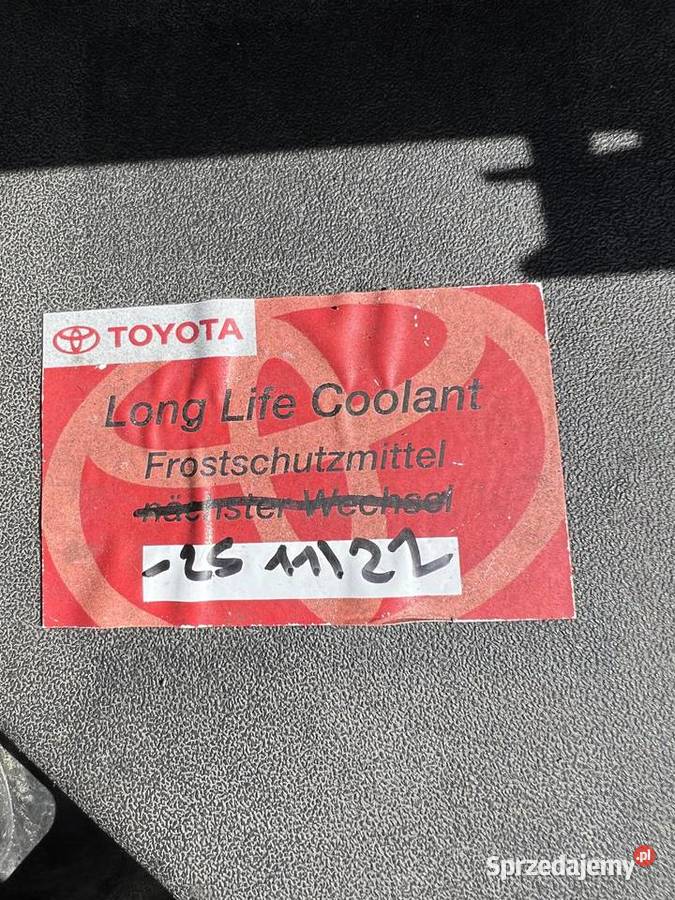 TOYOTA
Long Life Coolant
Frostschutzmittel
nächster Wechsel
-25 11/22
Sprzedajemy.pl